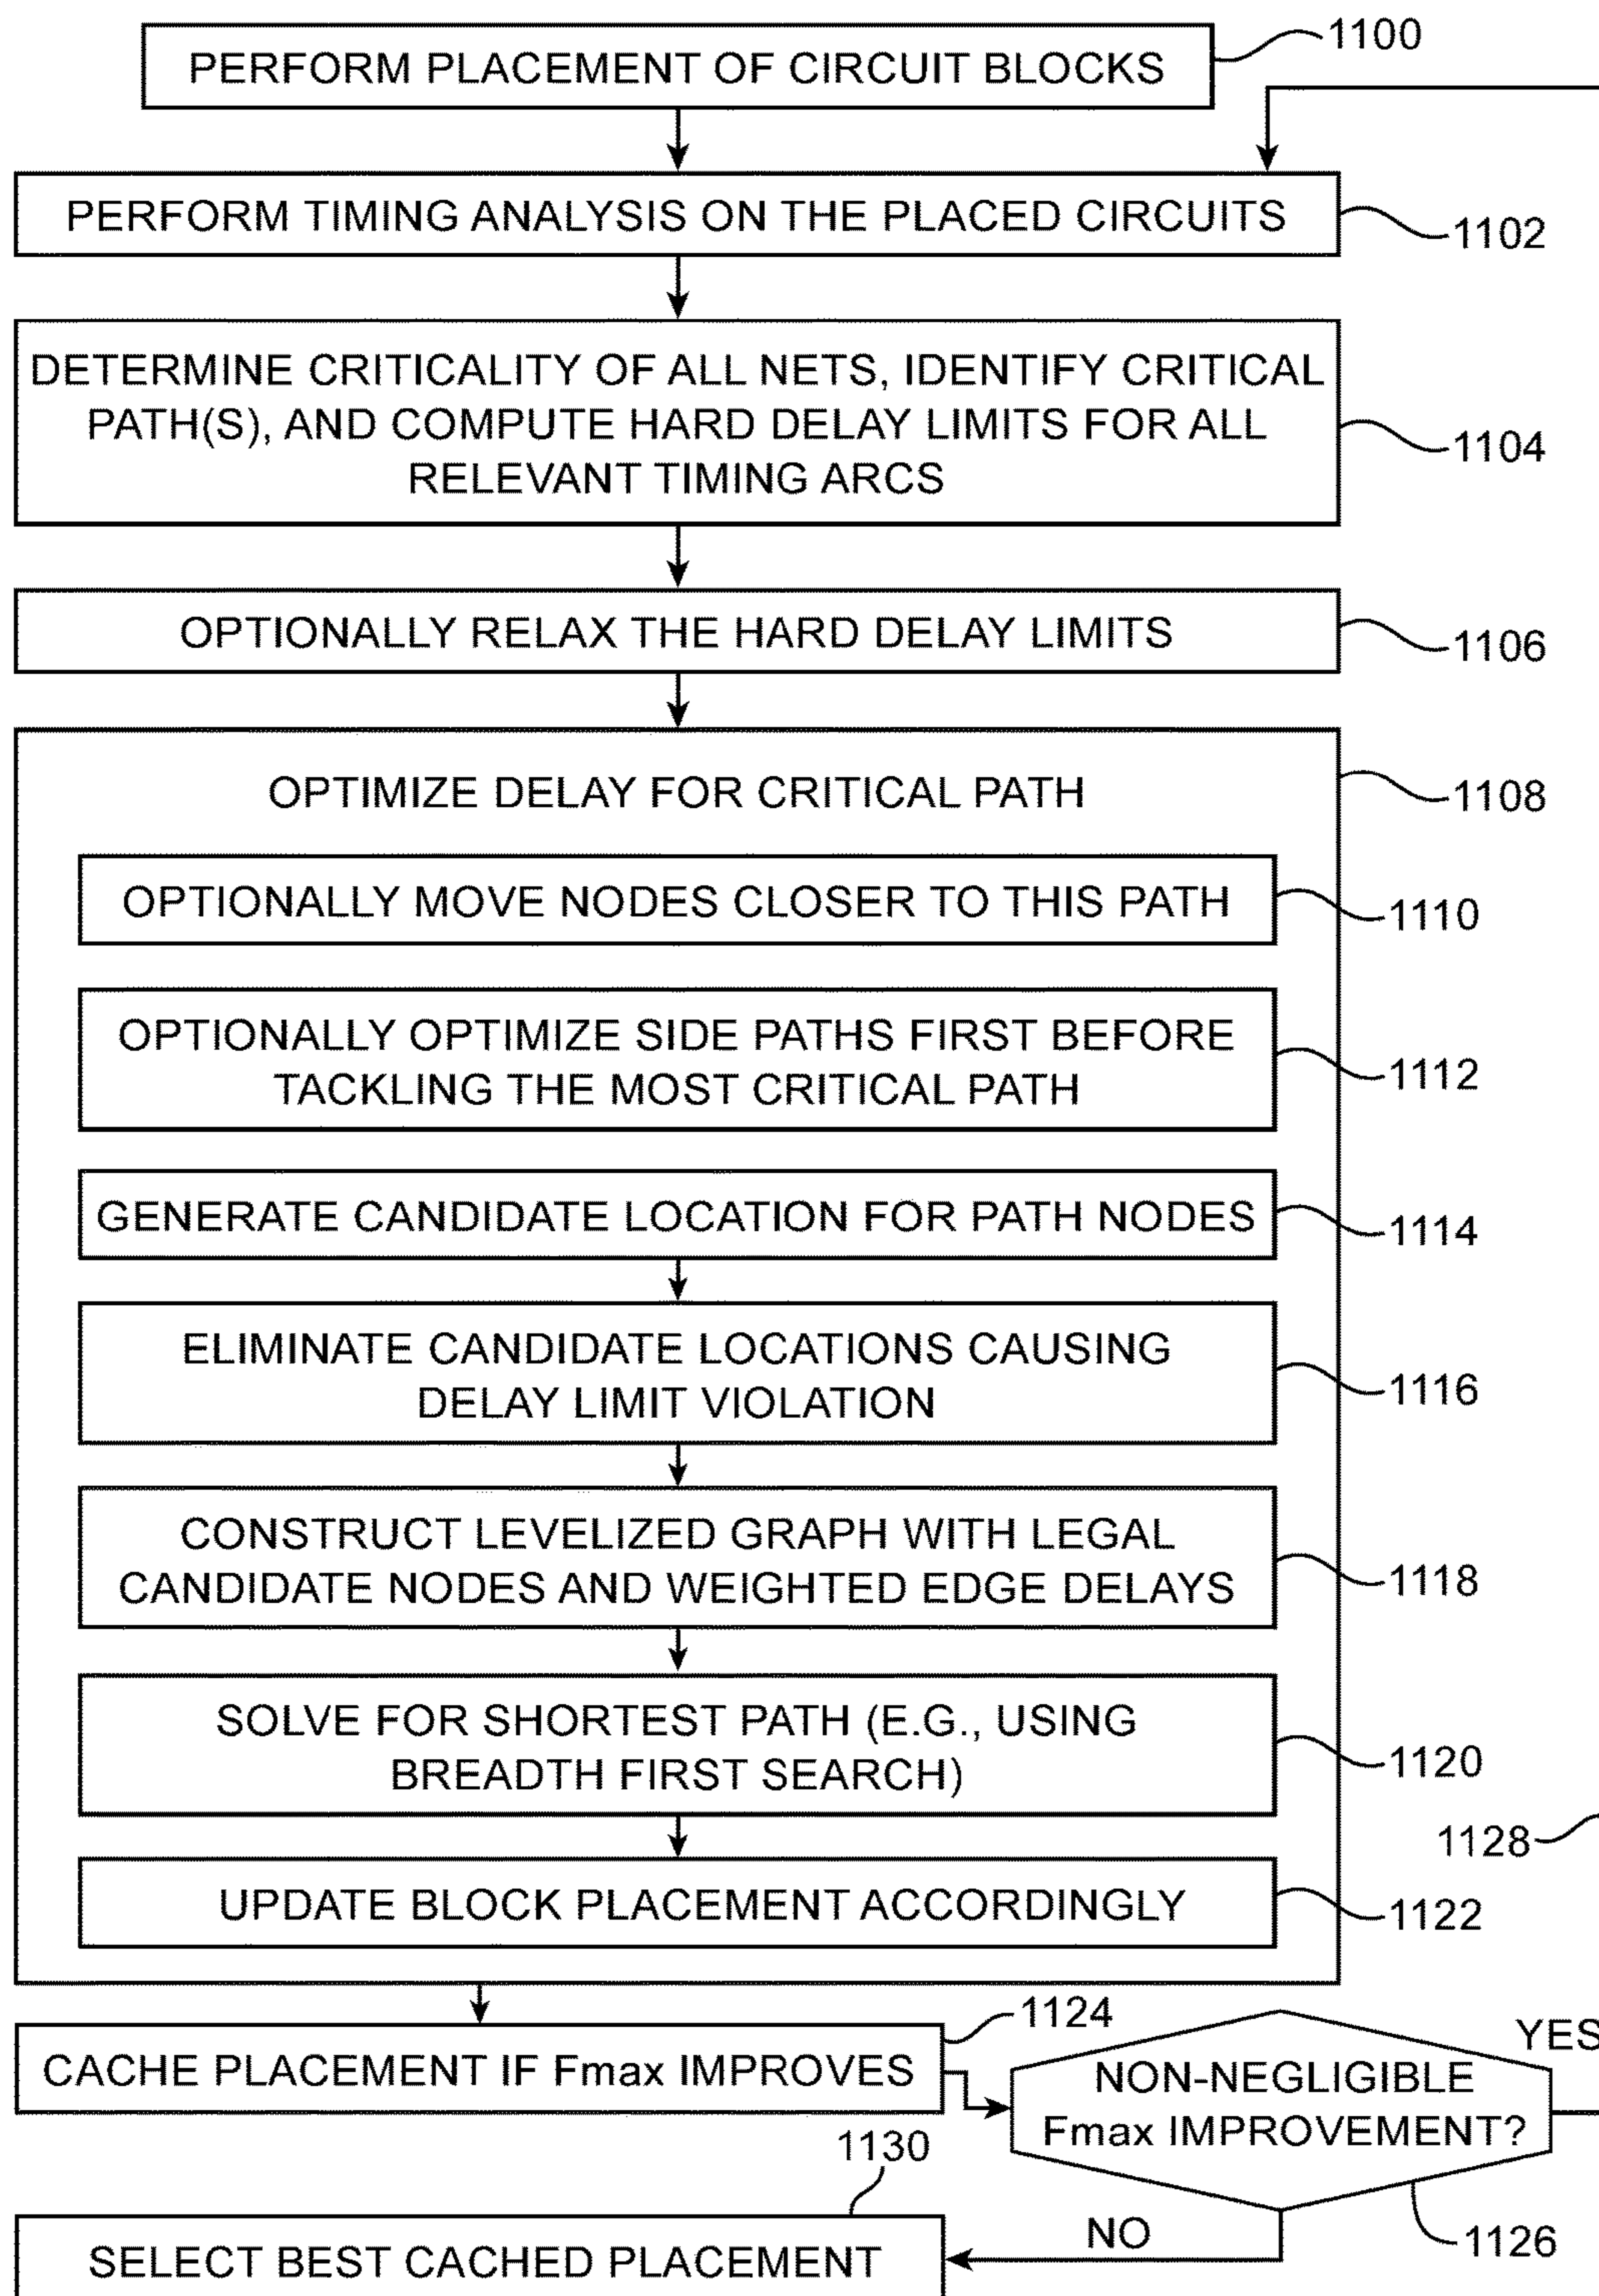 PERFORM PLACEMENT OF CIRCUIT BLOCKS
1100
PERFORM TIMING ANALYSIS ON THE PLACED CIRCUITS
1102
DETERMINE CRITICALITY OF ALL NETS, IDENTIFY CRITICAL
PATH(S), AND COMPUTE HARD DELAY LIMITS FOR ALL
RELEVANT TIMING ARCS
1104
OPTIONALLY RELAX THE HARD DELAY LIMITS
1106
OPTIMIZE DELAY FOR CRITICAL PATH
1108
OPTIONALLY MOVE NODES CLOSER TO THIS PATH
1110
OPTIONALLY OPTIMIZE SIDE PATHS FIRST BEFORE
TACKLING THE MOST CRITICAL PATH
1112
GENERATE CANDIDATE LOCATION FOR PATH NODES
1114
ELIMINATE CANDIDATE LOCATIONS CAUSING
DELAY LIMIT VIOLATION
1116
CONSTRUCT LEVELIZED GRAPH WITH LEGAL
CANDIDATE NODES AND WEIGHTED EDGE DELAYS
1118
SOLVE FOR SHORTEST PATH (E.G., USING
BREADTH FIRST SEARCH)
1120
1128
UPDATE BLOCK PLACEMENT ACCORDINGLY
1122
CACHE PLACEMENT IF Fmax IMPROVES
1124
YES
NON-NEGLIGIBLE
Fmax IMPROVEMENT?
1126
NO
1130
SELECT BEST CACHED PLACEMENT